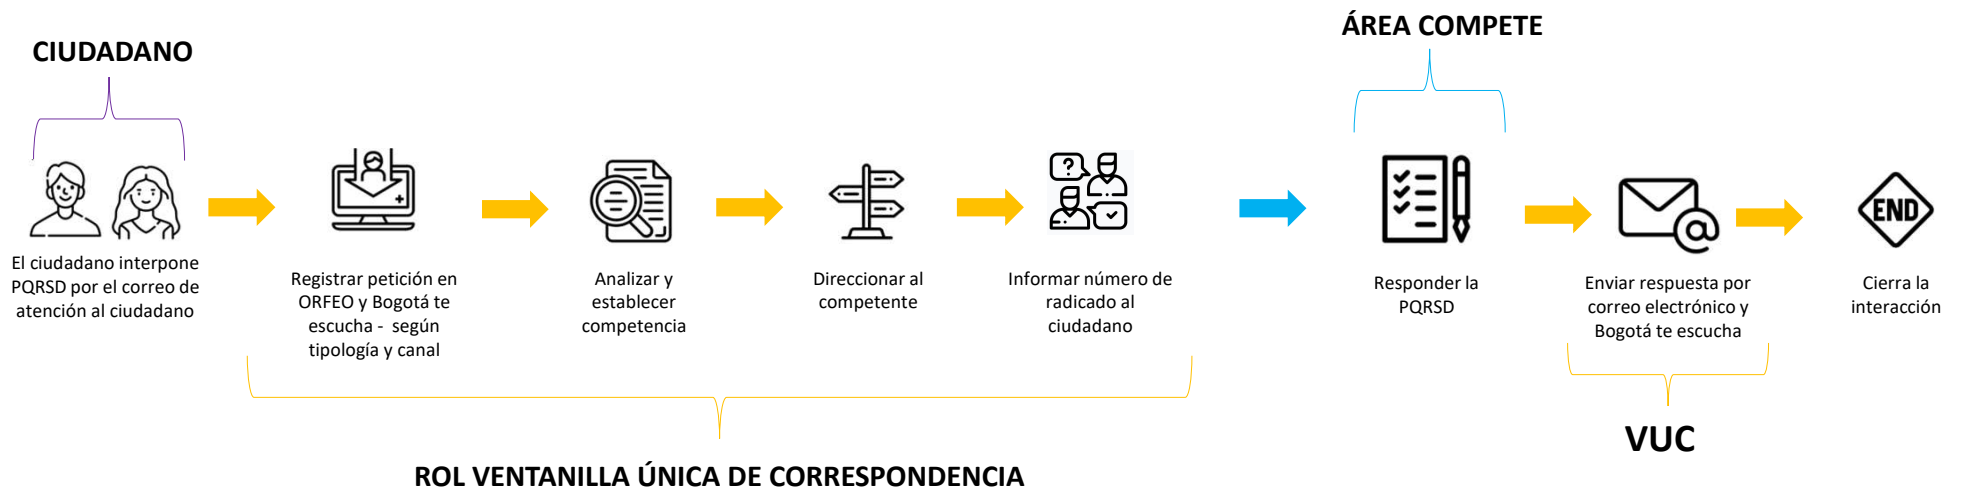 CIUDADANO
ÁREA COMPETE
El ciudadano interpone
PQRSD por el correo de
atención al ciudadano
Registrar petición en
ORFEO y Bogotá te
escucha - según
tipología y canal
Analizar y
establecer
competencia
Direccionar al
competente
Informar número de
radicado al
ciudadano
Responder la
PQRSD
Enviar respuesta por
correo electrónico y
Bogotá te escucha
END
Cierra la
interacción
ROL VENTANILLA ÚNICA DE CORRESPONDENCIA
VUC